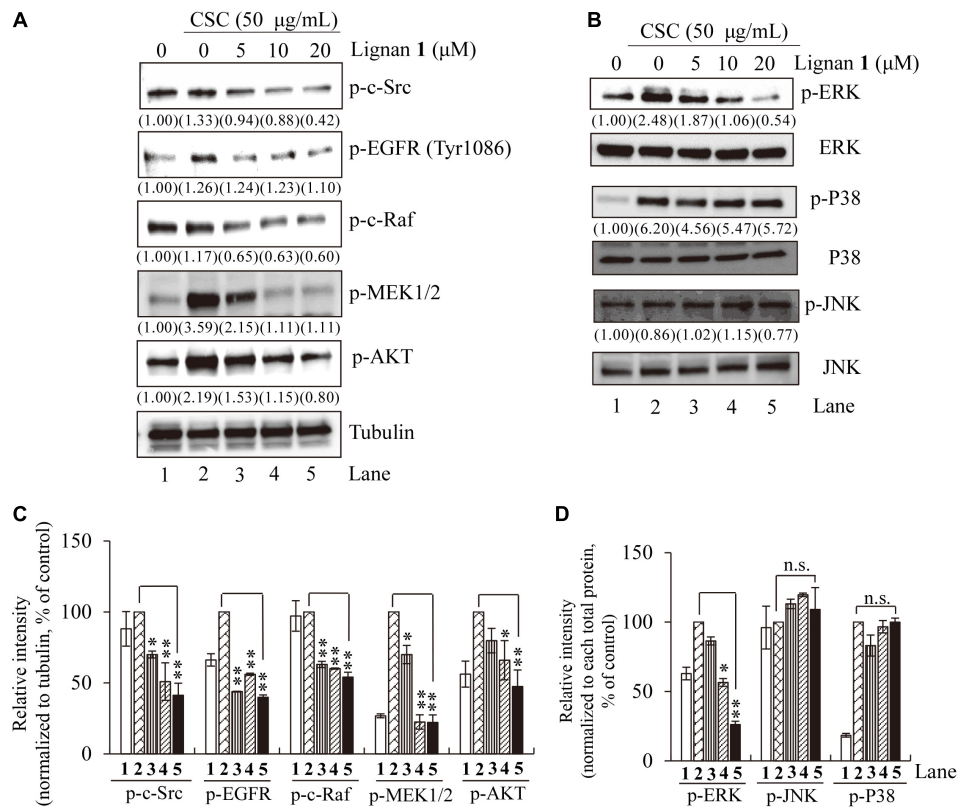 A
CSC (50 μg/mL)
0 0 5 10 20 Lignan 1 (μM)
p-c-Src
(1.00)(1.33)(0.94)(0.88)(0.42)
p-EGFR (Tyr1086)
(1.00)(1.26)(1.24)(1.23)(1.10)
p-c-Raf
(1.00)(1.17)(0.65)(0.63)(0.60)
p-MEK1/2
(1.00)(3.59)(2.15)(1.11)(1.11)
p-AKT
(1.00)(2.19)(1.53)(1.15)(0.80)
Tubulin
1 2 3 4 5 Lane
B
CSC (50 μg/mL)
0 0 5 10 20 Lignan 1 (μM)
p-ERK
(1.00)(2.48)(1.87)(1.06)(0.54)
ERK
p-P38
(1.00)(6.20)(4.56)(5.47)(5.72)
P38
p-JNK
(1.00)(0.86)(1.02)(1.15)(0.77)
JNK
1 2 3 4 5 Lane
C
Relative intensity
(normalized to tubulin, % of control)
150
100
50
0
* ** **
** ** **
** ** **
* ** **
* **
1 2 3 4 5 1 2 3 4 5 1 2 3 4 5 1 2 3 4 5 1 2 3 4 5
p-c-Src p-EGFR p-c-Raf p-MEK1/2 p-AKT
D
Relative intensity
(normalized to each total protein,
% of control)
150
100
50
0
* **
n.s.
n.s.
1 2 3 4 5 1 2 3 4 5 1 2 3 4 5 Lane
p-ERK p-JNK p-P38